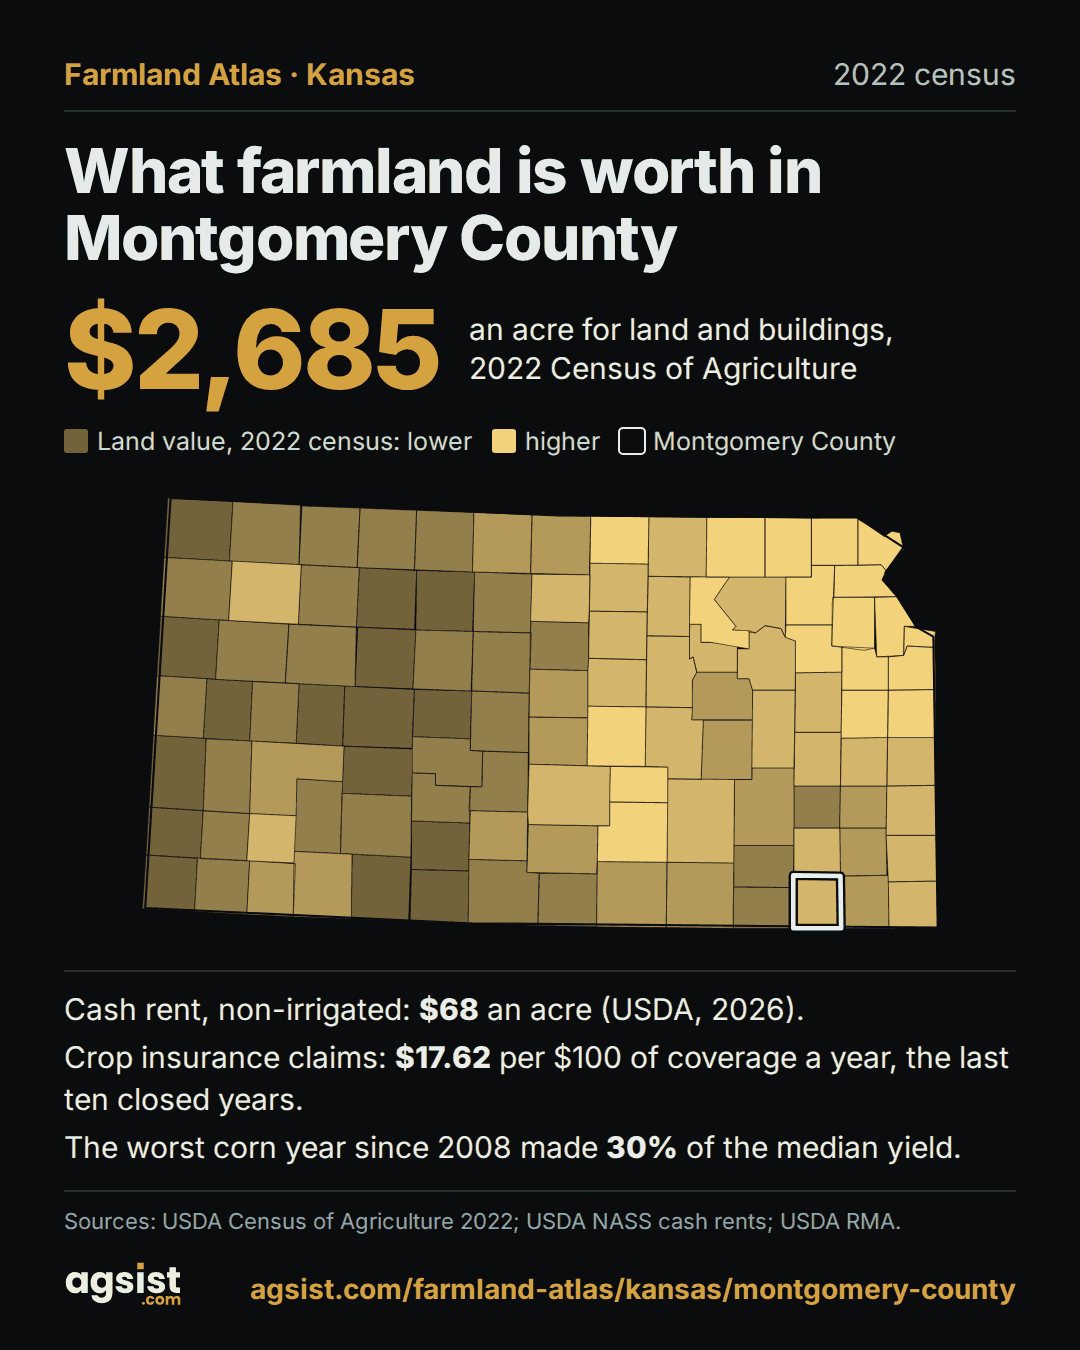 Farmland Atlas · Kansas
2022 census
What farmland is worth in
Montgomery County
$2,685
an acre for land and buildings,
2022 Census of Agriculture
Land value, 2022 census: lower
higher
Montgomery County
Cash rent, non-irrigated: $68 an acre (USDA, 2026).
Crop insurance claims: $17.62 per $100 of coverage a year, the last
ten closed years.
The worst corn year since 2008 made 30% of the median yield.
Sources: USDA Census of Agriculture 2022; USDA NASS cash rents; USDA RMA.
agsist
.com
agsist.com/farmland-atlas/kansas/montgomery-county